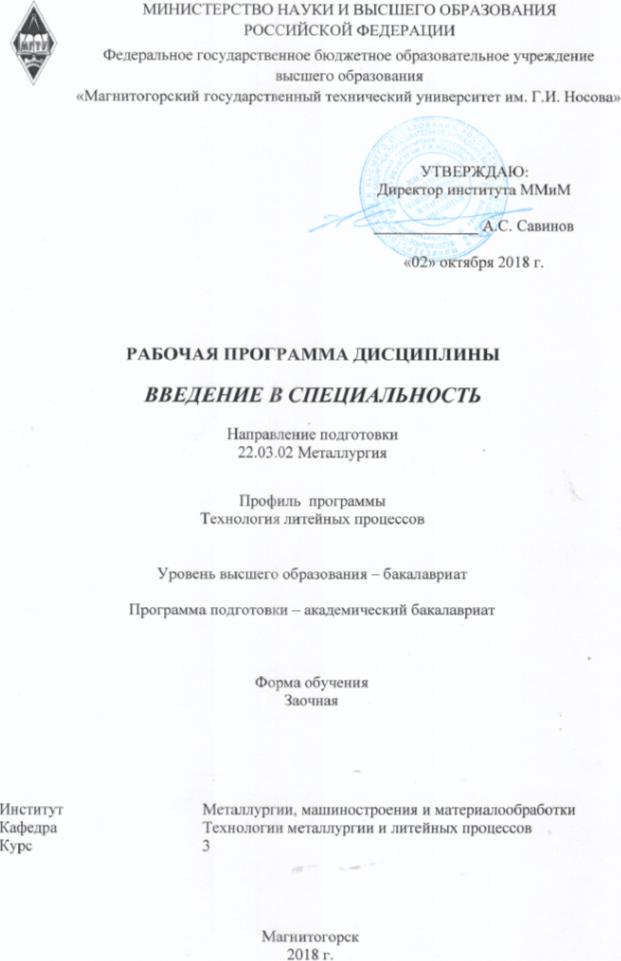 МИНИСТЕРСТВО НАУКИ И ВЫСШЕГО ОБРАЗОВАНИЯ
РОССИЙСКОЙ ФЕДЕРАЦИИ
Федеральное государственное бюджетное образовательное учреждение
высшего образования
«Магнитогорский государственный технический университет им. Г.И. Носова»
МГТУ
УТВЕРЖДАЮ:
Директор института ММиМ
А.С. Савинов
«02» октября 2018 г.
РАБОЧАЯ ПРОГРАММА ДИСЦИПЛИНЫ
ВВЕДЕНИЕ В СПЕЦИАЛЬНОСТЬ
Направление подготовки
22.03.02 Металлургия
Профиль программы
Технология литейных процессов
Уровень высшего образования – бакалавриат
Программа подготовки – академический бакалавриат
Форма обучения
Заочная
Институт Металлургии, машиностроения и материалообработки
Кафедра Технологии металлургии и литейных процессов
Курс 3
Магнитогорск
2018 г.